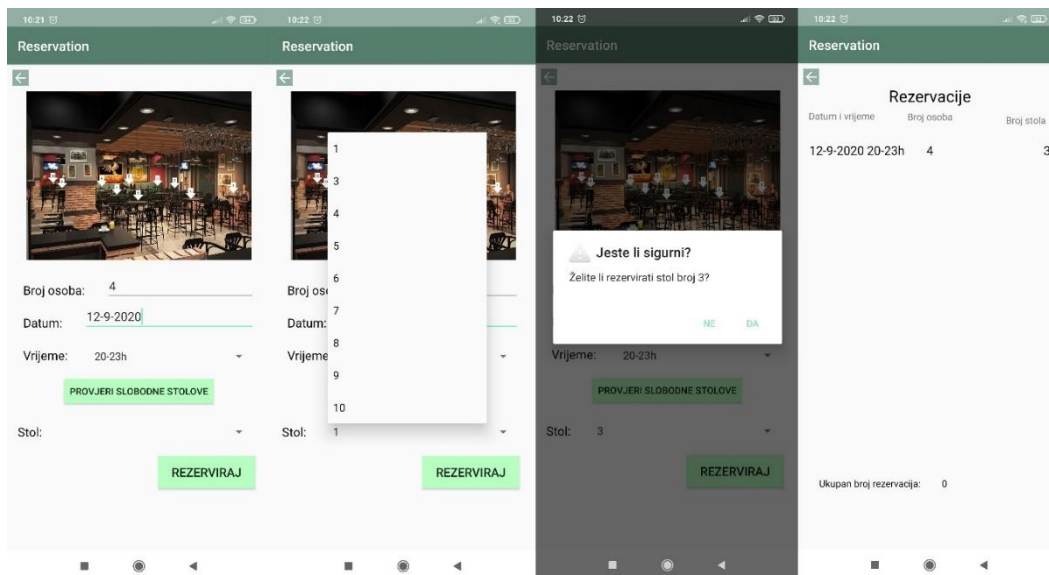 10:21
Reservation
Broj osoba: 4
Datum: 12-9-2020
Vrijeme: 20-23h
PROVJERI SLOBODNE STOLOVE
Stol:
REZERVIRAJ
10:22
Reservation
1
3
4
5
6
7
8
9
10
Broj oso
Datum:
Vrijeme
Stol: 1
REZERVIRAJ
10:22
Reservation
Jeste li sigurni?
Želite li rezervirati stol broj 3?
NE DA
Vrijeme: 20-23h
PROVJERI SLOBODNE STOLOVE
Stol: 3
REZERVIRAJ
10:22
Reservation
Rezervacije
Datum i vrijeme Broj osoba Broj stola
12-9-2020 20-23h 4 3
Ukupan broj rezervacija: 0